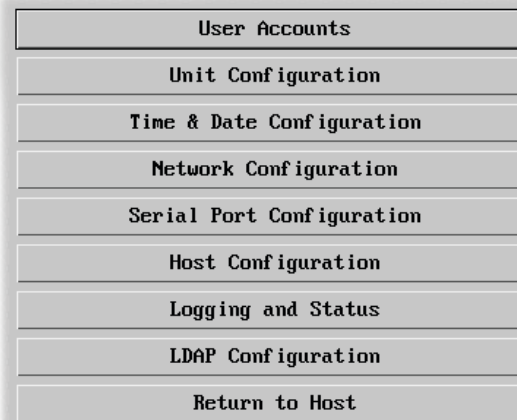 User Accounts
Unit Configuration
Time & Date Configuration
Network Configuration
Serial Port Configuration
Host Configuration
Logging and Status
LDAP Configuration
Return to Host